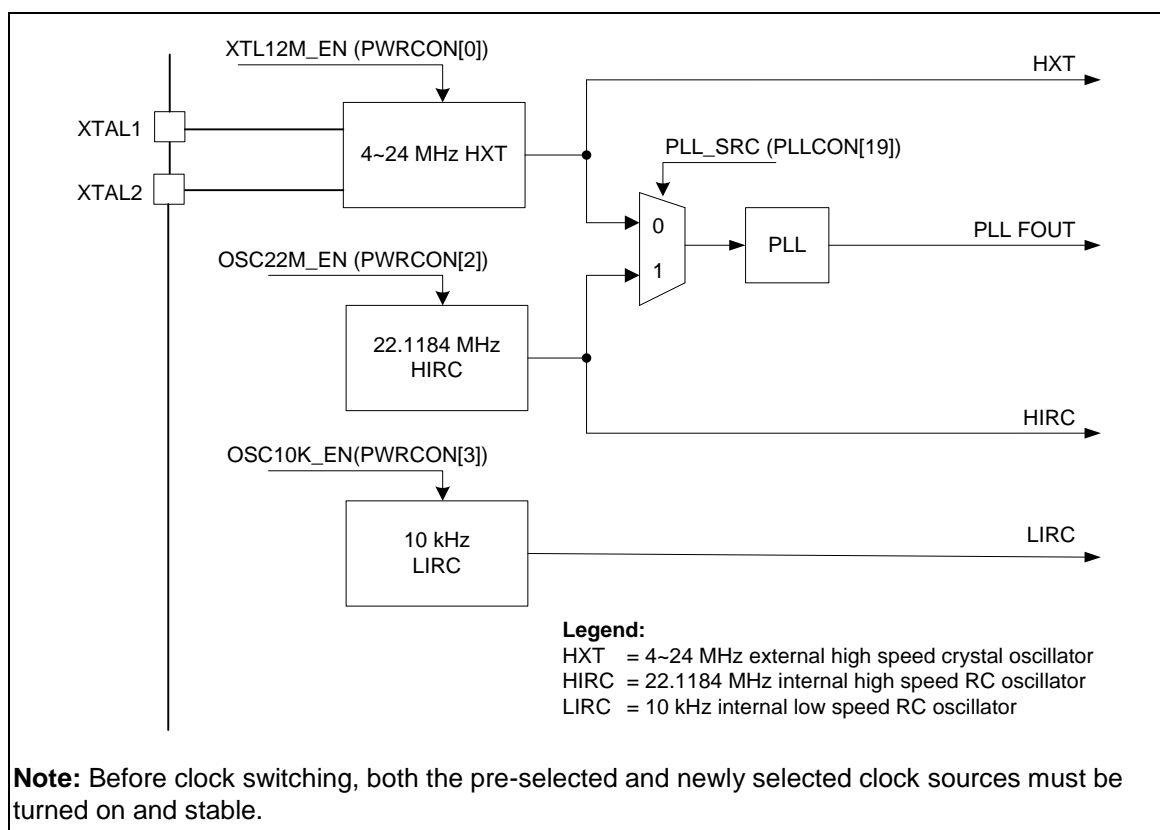 XTL12M_EN (PWRCON[0])
HXT
XTAL1
4~24 MHz HXT
PLL_SRC (PLLCON[19])
XTAL2
0
PLL
PLL FOUT
1
OSC22M_EN (PWRCON[2])
22.1184 MHz
HIRC
HIRC
OSC10K_EN(PWRCON[3])
10 kHz
LIRC
LIRC
Legend:
HXT = 4~24 MHz external high speed crystal oscillator
HIRC = 22.1184 MHz internal high speed RC oscillator
LIRC = 10 kHz internal low speed RC oscillator
Note: Before clock switching, both the pre-selected and newly selected clock sources must be
turned on and stable.